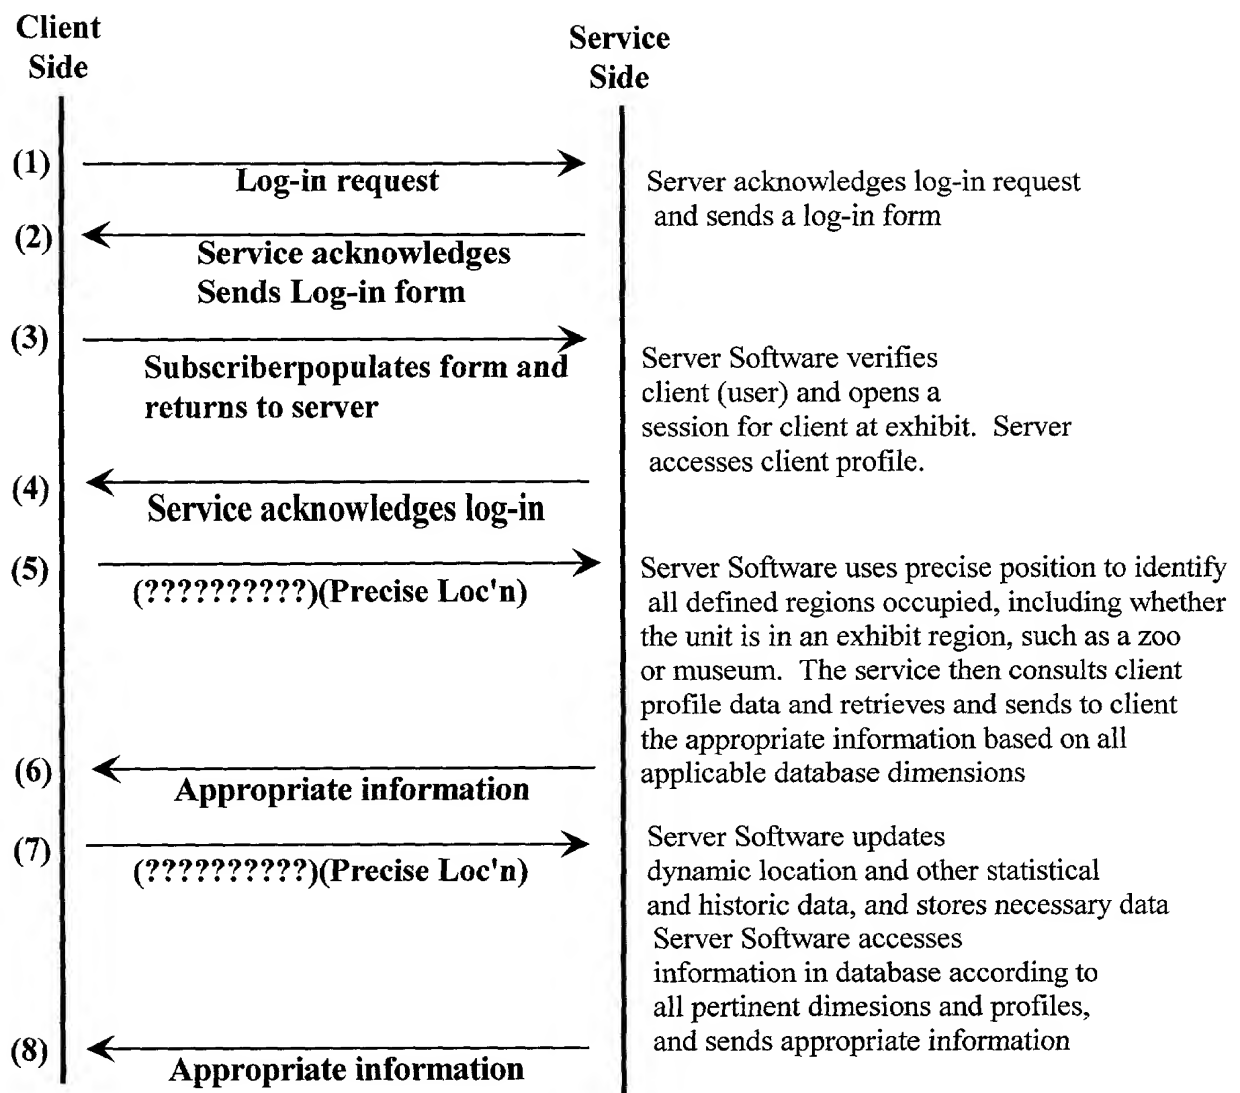 Client
Side
Service
Side
(1)
Log-in request
Server acknowledges log-in request
and sends a log-in form
(2)
Service acknowledges
Sends Log-in form
(3)
Subscriberpopulates form and
returns to server
Server Software verifies
client (user) and opens a
session for client at exhibit. Server
accesses client profile.
(4)
Service acknowledges log-in
(5)
(??????????)(Precise Loc'n)
Server Software uses precise position to identify
all defined regions occupied, including whether
the unit is in an exhibit region, such as a zoo
or museum. The service then consults client
profile data and retrieves and sends to client
the appropriate information based on all
applicable database dimensions
(6)
Appropriate information
(7)
(??????????)(Precise Loc'n)
Server Software updates
dynamic location and other statistical
and historic data, and stores necessary data
Server Software accesses
information in database according to
all pertinent dimesions and profiles,
and sends appropriate information
(8)
Appropriate information